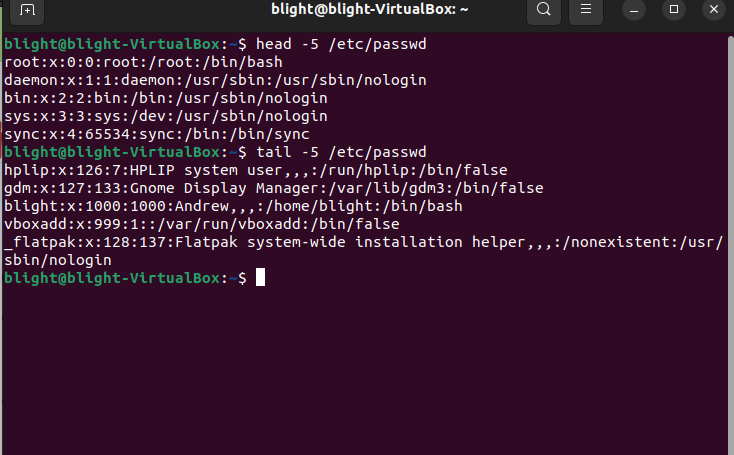 blight@blight-VirtualBox: ~
blight@blight-VirtualBox:~$ head -5 /etc/passwd
root:x:0:0:root:/root:/bin/bash
daemon:x:1:1:daemon:/usr/sbin:/usr/sbin/nologin
bin:x:2:2:bin:/bin:/usr/sbin/nologin
sys:x:3:3:sys:/dev:/usr/sbin/nologin
sync:x:4:65534:sync:/bin:/bin/sync
blight@blight-VirtualBox:~$ tail -5 /etc/passwd
hplip:x:126:7:HPLIP system user,,,:/run/hplip:/bin/false
gdm:x:127:133:Gnome Display Manager:/var/lib/gdm3:/bin/false
blight:x:1000:1000:Andrew,,,:/home/blight:/bin/bash
vboxadd:x:999:1::/var/run/vboxadd:/bin/false
_flatpak:x:128:137:Flatpak system-wide installation helper,,,:/nonexistent:/usr/
sbin/nologin
blight@blight-VirtualBox:~$